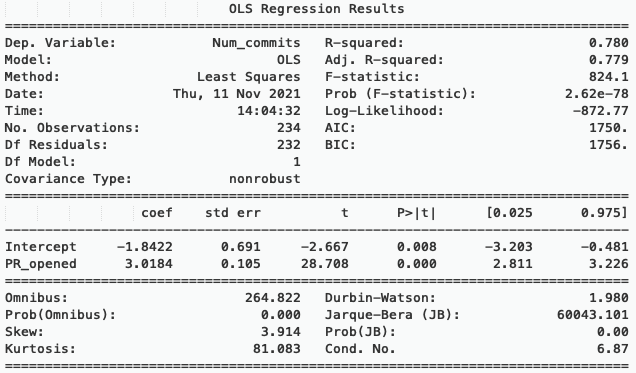 OLS Regression Results
==============================================================================
Dep. Variable:            Num_commits   R-squared:                       0.780
Model:                            OLS   Adj. R-squared:                  0.779
Method:                 Least Squares   F-statistic:                     824.1
Date:                Thu, 11 Nov 2021   Prob (F-statistic):           2.62e-78
Time:                        14:04:32   Log-Likelihood:                -872.77
No. Observations:                 234   AIC:                             1750.
Df Residuals:                     232   BIC:                             1756.
Df Model:                           1
Covariance Type:            nonrobust
==============================================================================
                 coef    std err          t      P>|t|      [0.025      0.975]
------------------------------------------------------------------------------
Intercept     -1.8422      0.691     -2.667      0.008      -3.203      -0.481
PR_opened      3.0184      0.105     28.708      0.000       2.811       3.226
==============================================================================
Omnibus:                      264.822   Durbin-Watson:                   1.980
Prob(Omnibus):                  0.000   Jarque-Bera (JB):            60043.101
Skew:                           3.914   Prob(JB):                         0.00
Kurtosis:                      81.083   Cond. No.                         6.87
==============================================================================